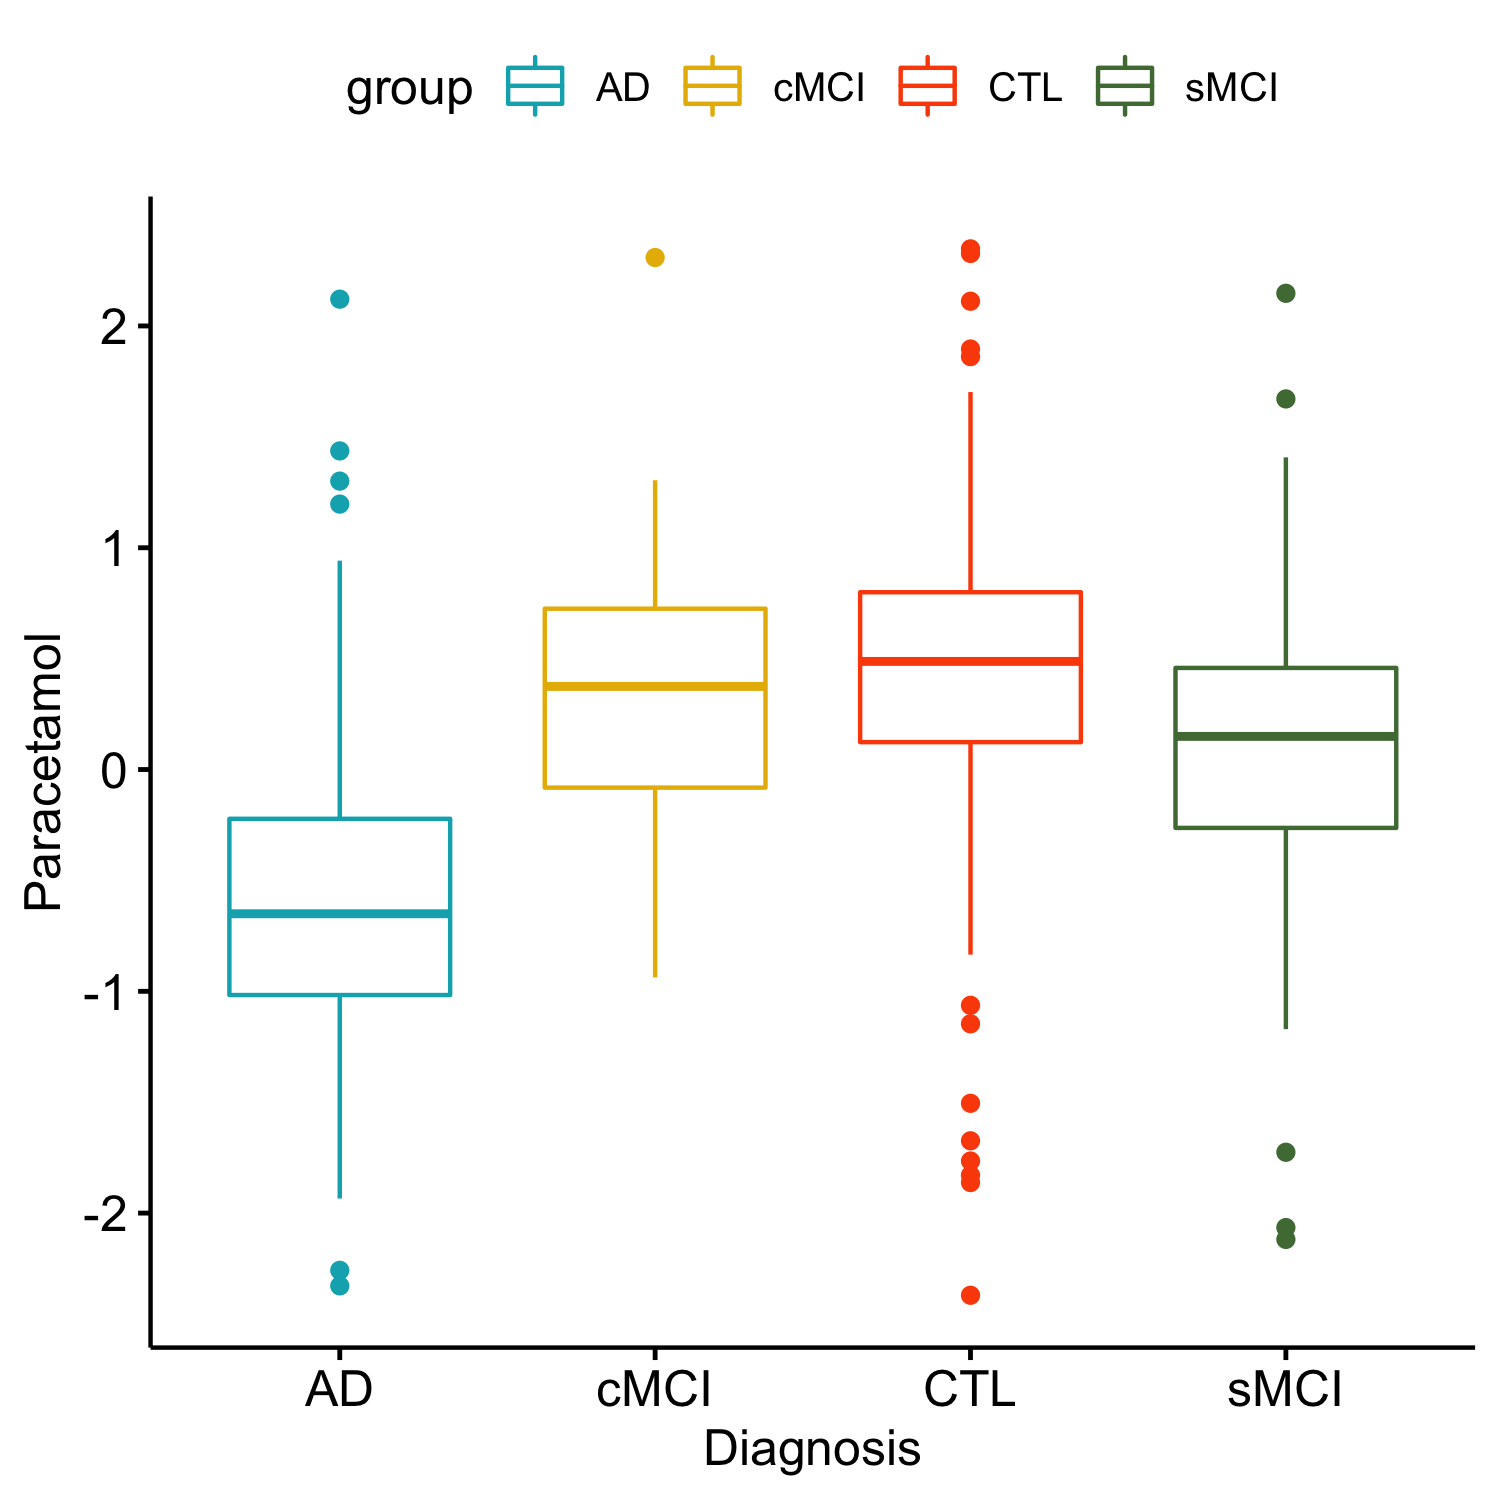 group AD cMCI CTL sMCI
2
1
0
-1
-2
Paracetamol
AD cMCI CTL sMCI
Diagnosis